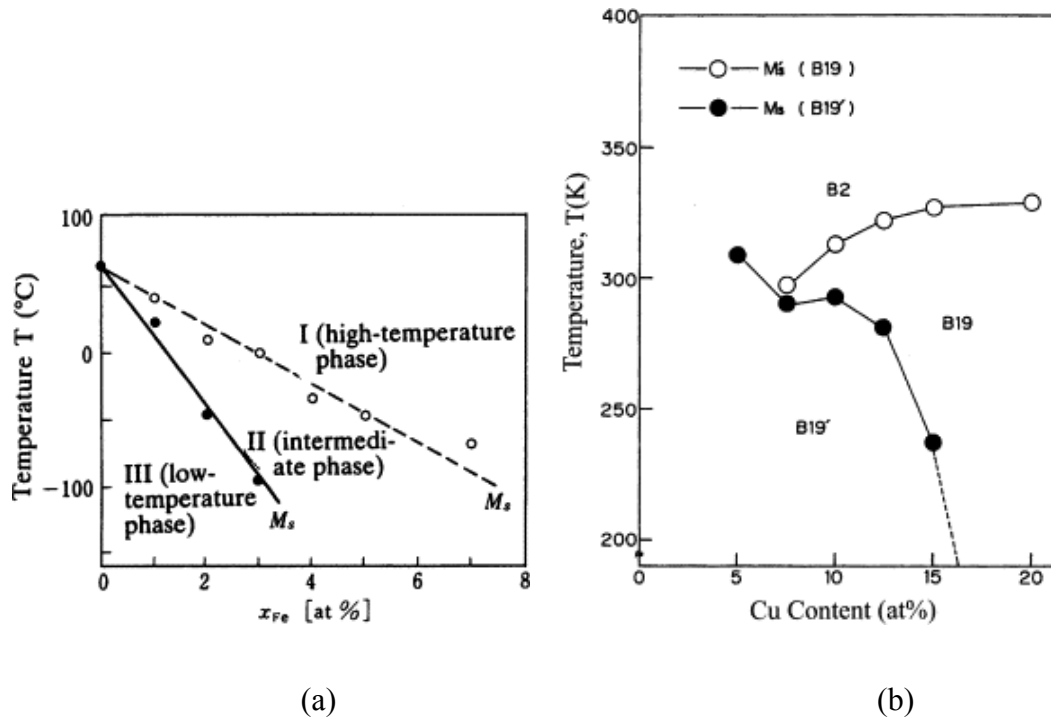 100
0
−100
Temperature T (°C)
I (high-temperature
phase)
II (intermedi-
ate phase)
III (low-
temperature
phase)
Ms
Ms
0
2
4
6
8
xFe [at %]
(a)
400
350
300
250
200
Temperature, T(K)
Ms′ (B19)
Ms (B19′)
B2
B19
B19′
0
5
10
15
20
Cu Content (at%)
(b)